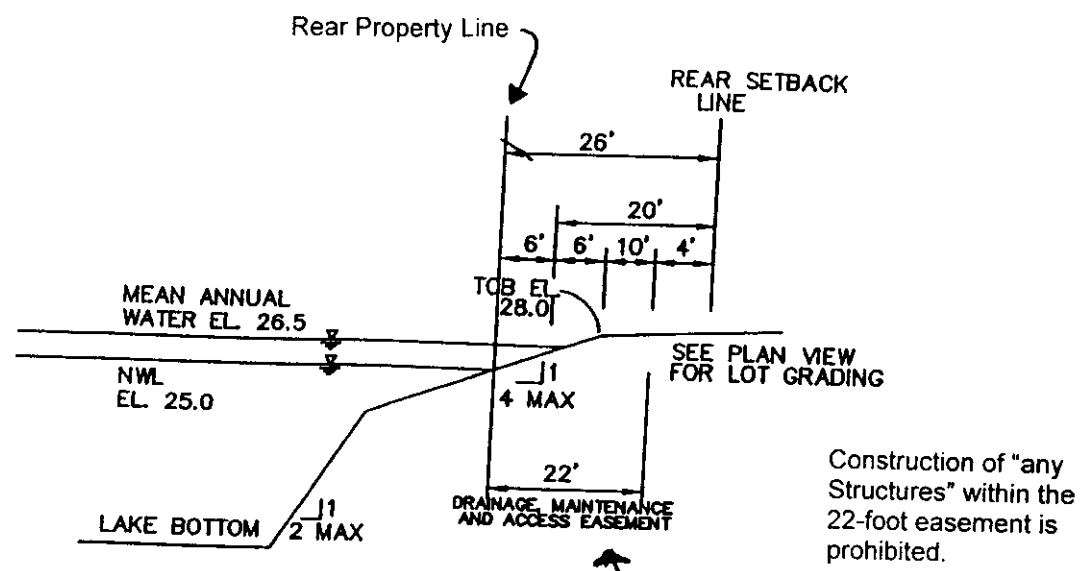 Rear Property Line
REAR SETBACK
LINE
26'
20'
6' 6' 10' 4'
TOB EL
28.0
MEAN ANNUAL
WATER EL. 26.5
NWL
EL. 25.0
1
4 MAX
SEE PLAN VIEW
FOR LOT GRADING
22'
DRAINAGE, MAINTENANCE
AND ACCESS EASEMENT
LAKE BOTTOM
1
2 MAX
Construction of "any
Structures" within the
22-foot easement is
prohibited.